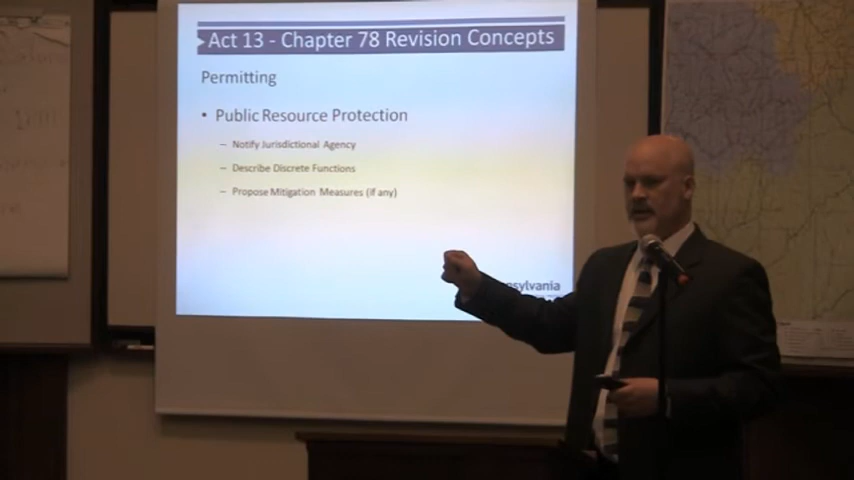 Act 13 - Chapter 78 Revision Concepts
Permitting
• Public Resource Protection
– Notify Jurisdictional Agency
– Describe Discrete Functions
– Propose Mitigation Measures (if any)
nsylvania